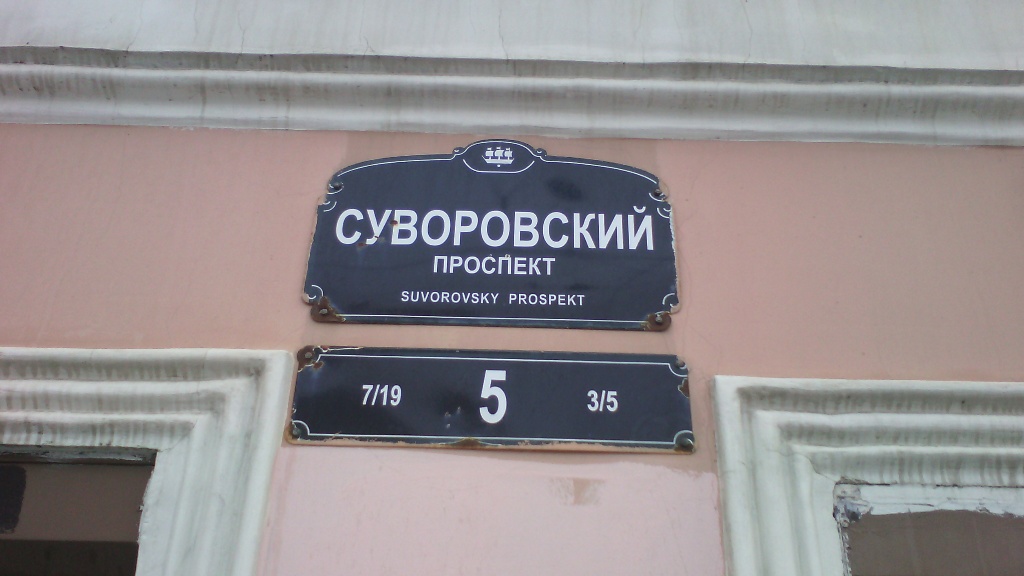 СУВОРОВСКИЙ
ПРОСПЕКТ
SUVOROVSKY PROSPEKT
7/19 5 3/5